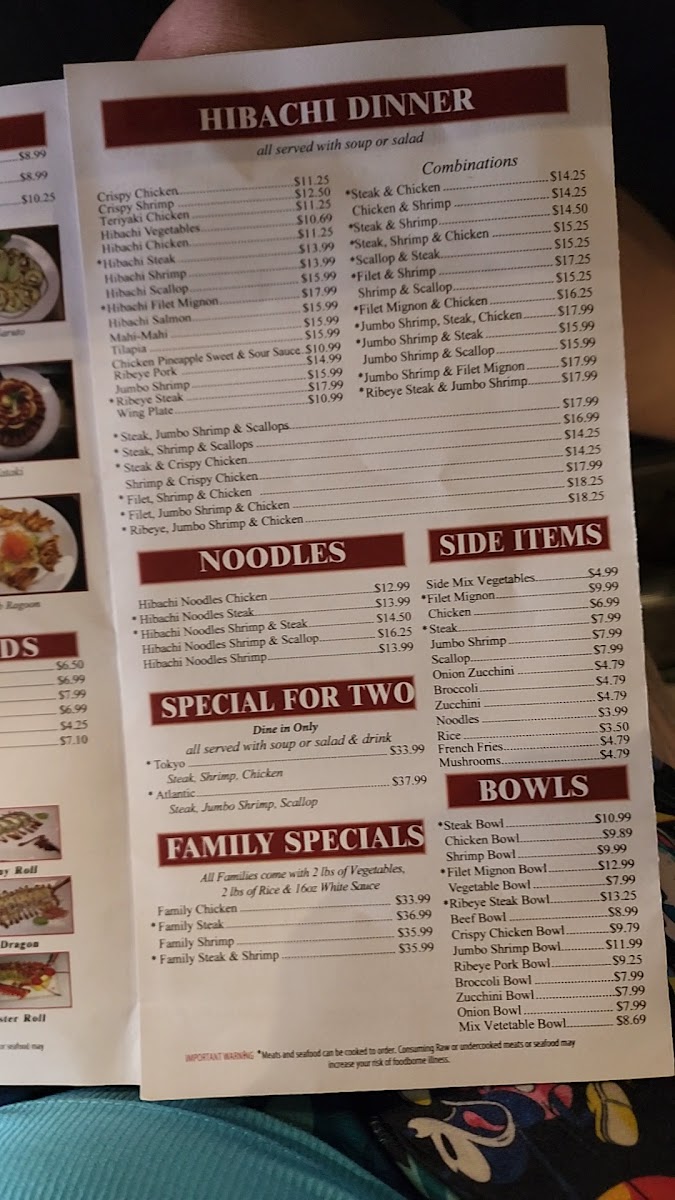 $8.99
$8.99
$10.25
Naruto
Tataki
Ragoon
DS
$6.50
$6.99
$7.99
$6.99
$4.25
$7.10
Roll
Dragon
ster Roll
or seafood may
HIBACHI DINNER
all served with soup or salad
Crispy Chicken $11.25
Crispy Shrimp $12.50
Teriyaki Chicken $11.25
Hibachi Vegetables $10.69
Hibachi Chicken $11.25
*Hibachi Steak $13.99
Hibachi Shrimp $13.99
Hibachi Scallop $15.99
*Hibachi Filet Mignon $17.99
Hibachi Salmon $15.99
Mahi-Mahi $15.99
Tilapia $15.99
Chicken Pineapple Sweet & Sour Sauce $10.99
Ribeye Pork $14.99
Jumbo Shrimp $15.99
*Ribeye Steak $17.99
Wing Plate $10.99
Combinations
*Steak & Chicken $14.25
Chicken & Shrimp $14.25
*Steak & Shrimp $14.50
*Steak, Shrimp & Chicken $15.25
*Scallop & Steak $15.25
*Filet & Shrimp $17.25
Shrimp & Scallop $15.25
*Filet Mignon & Chicken $16.25
*Jumbo Shrimp, Steak, Chicken $17.99
*Jumbo Shrimp & Steak $15.99
Jumbo Shrimp & Scallop $15.99
*Jumbo Shrimp & Filet Mignon $17.99
*Ribeye Steak & Jumbo Shrimp $17.99
* Steak, Jumbo Shrimp & Scallops $17.99
* Steak, Shrimp & Scallops $16.99
* Steak & Crispy Chicken $14.25
Shrimp & Crispy Chicken $14.25
* Filet, Shrimp & Chicken $17.99
* Filet, Jumbo Shrimp & Chicken $18.25
* Ribeye, Jumbo Shrimp & Chicken $18.25
NOODLES
Hibachi Noodles Chicken $12.99
* Hibachi Noodles Steak $13.99
* Hibachi Noodles Shrimp & Steak $14.50
Hibachi Noodles Shrimp & Scallop $16.25
Hibachi Noodles Shrimp $13.99
SPECIAL FOR TWO
Dine in Only
all served with soup or salad & drink
* Tokyo $33.99
Steak, Shrimp, Chicken
* Atlantic $37.99
Steak, Jumbo Shrimp, Scallop
FAMILY SPECIALS
All Families come with 2 lbs of Vegetables,
2 lbs of Rice & 16oz White Sauce
Family Chicken $33.99
* Family Steak $36.99
Family Shrimp $35.99
* Family Steak & Shrimp $35.99
SIDE ITEMS
Side Mix Vegetables $4.99
*Filet Mignon $9.99
Chicken $6.99
*Steak $7.99
Jumbo Shrimp $7.99
Scallop $7.99
Onion Zucchini $4.79
Broccoli $4.79
Zucchini $4.79
Noodles $3.99
Rice $3.50
French Fries $4.79
Mushrooms $4.79
BOWLS
*Steak Bowl $10.99
Chicken Bowl $9.89
Shrimp Bowl $9.99
*Filet Mignon Bowl $12.99
Vegetable Bowl $7.99
*Ribeye Steak Bowl $13.25
Beef Bowl $8.99
Crispy Chicken Bowl $9.79
Jumbo Shrimp Bowl $11.99
Ribeye Pork Bowl $9.25
Broccoli Bowl $7.99
Zucchini Bowl $7.99
Onion Bowl $7.99
Mix Vetetable Bowl $8.69
IMPORTANT WARNING *Meats and seafood can be cooked to order. Consuming Raw or undercooked meats or seafood may
increase your risk of foodborne illness.